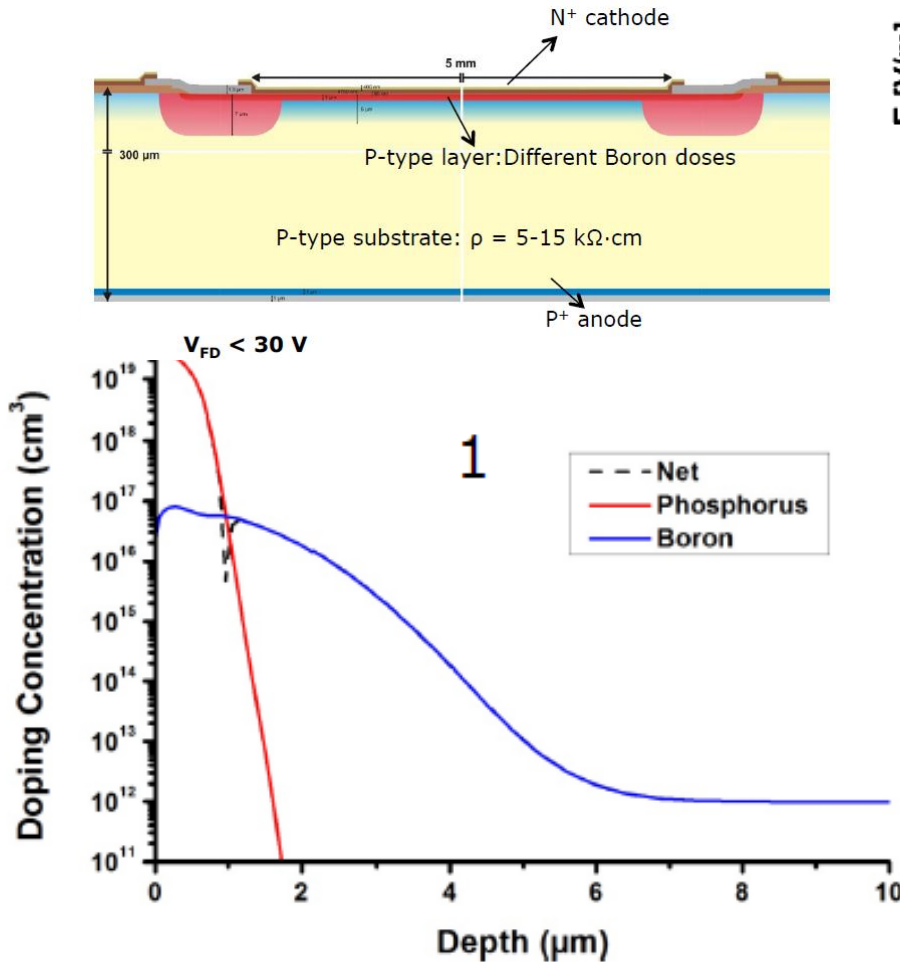 N⁺ cathode
5 mm
300 µm
P-type layer:Different Boron doses
P-type substrate: ρ = 5-15 kΩ·cm
P⁺ anode
V_FD < 30 V
Doping Concentration (cm³)
10¹⁹
10¹⁸
10¹⁷
10¹⁶
10¹⁵
10¹⁴
10¹³
10¹²
10¹¹
1
Net
Phosphorus
Boron
0 2 4 6 8 10
Depth (µm)